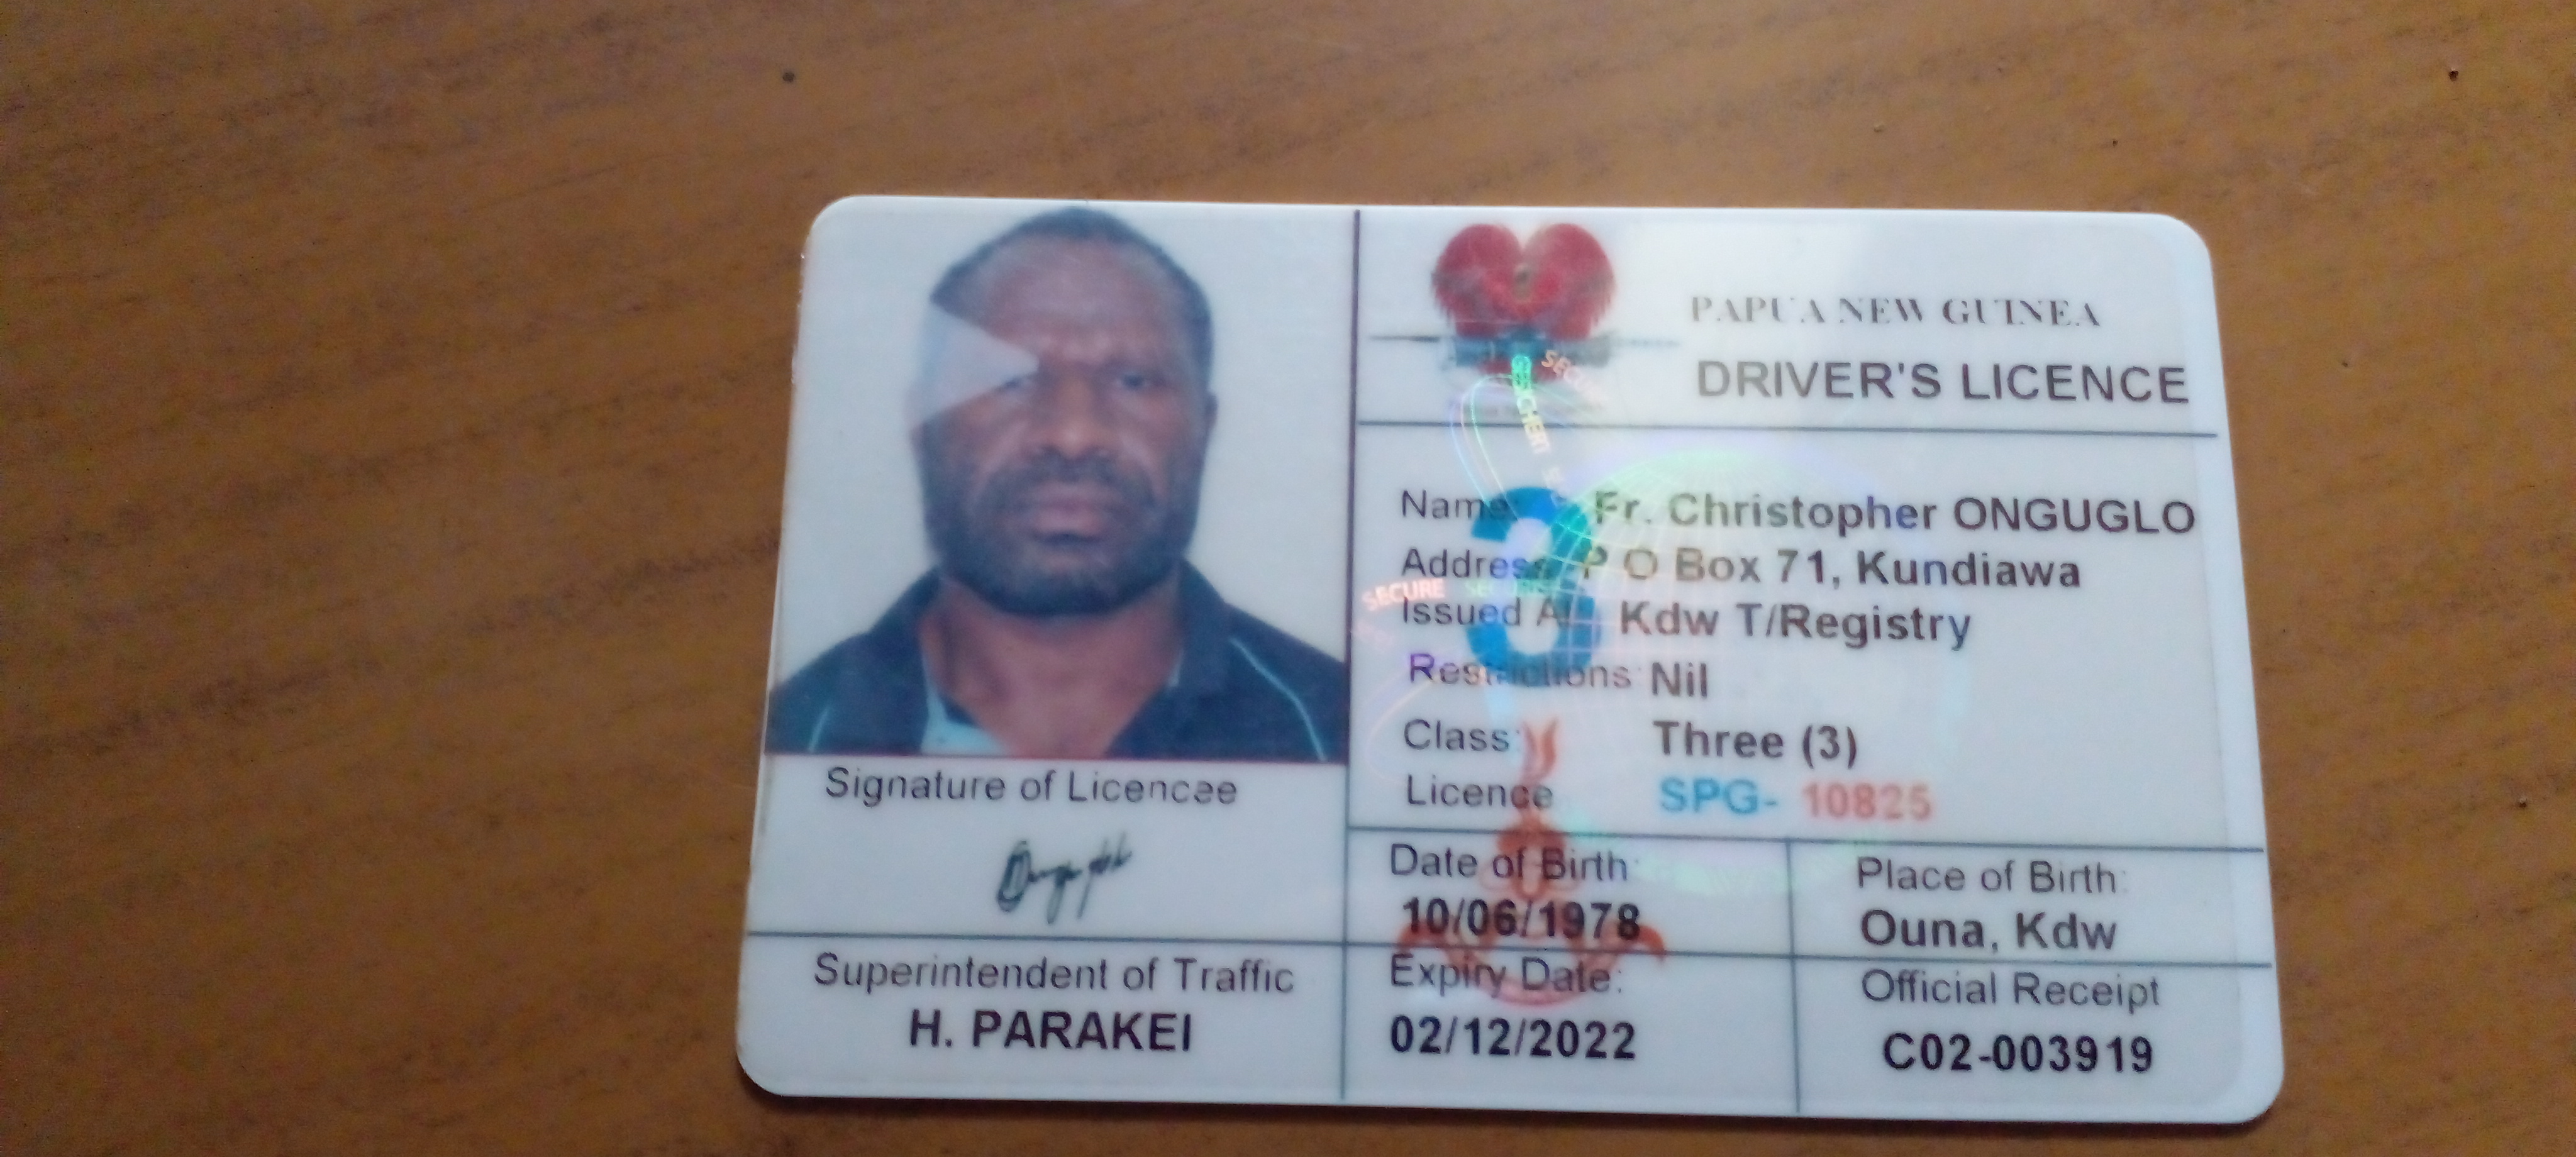 PAPUA NEW GUINEA
DRIVER'S LICENCE
Name: Fr. Christopher ONGUGLO
Address P O Box 71, Kundiawa
Issued At Kdw T/Registry
Restrictions: Nil
Class: Three (3)
Licence SPG- 10825
Date of Birth: 10/06/1978
Place of Birth: Ouna, Kdw
Expiry Date: 02/12/2022
Official Receipt C02-003919
Signature of Licencee
Superintendent of Traffic
H. PARAKEI
SECURE